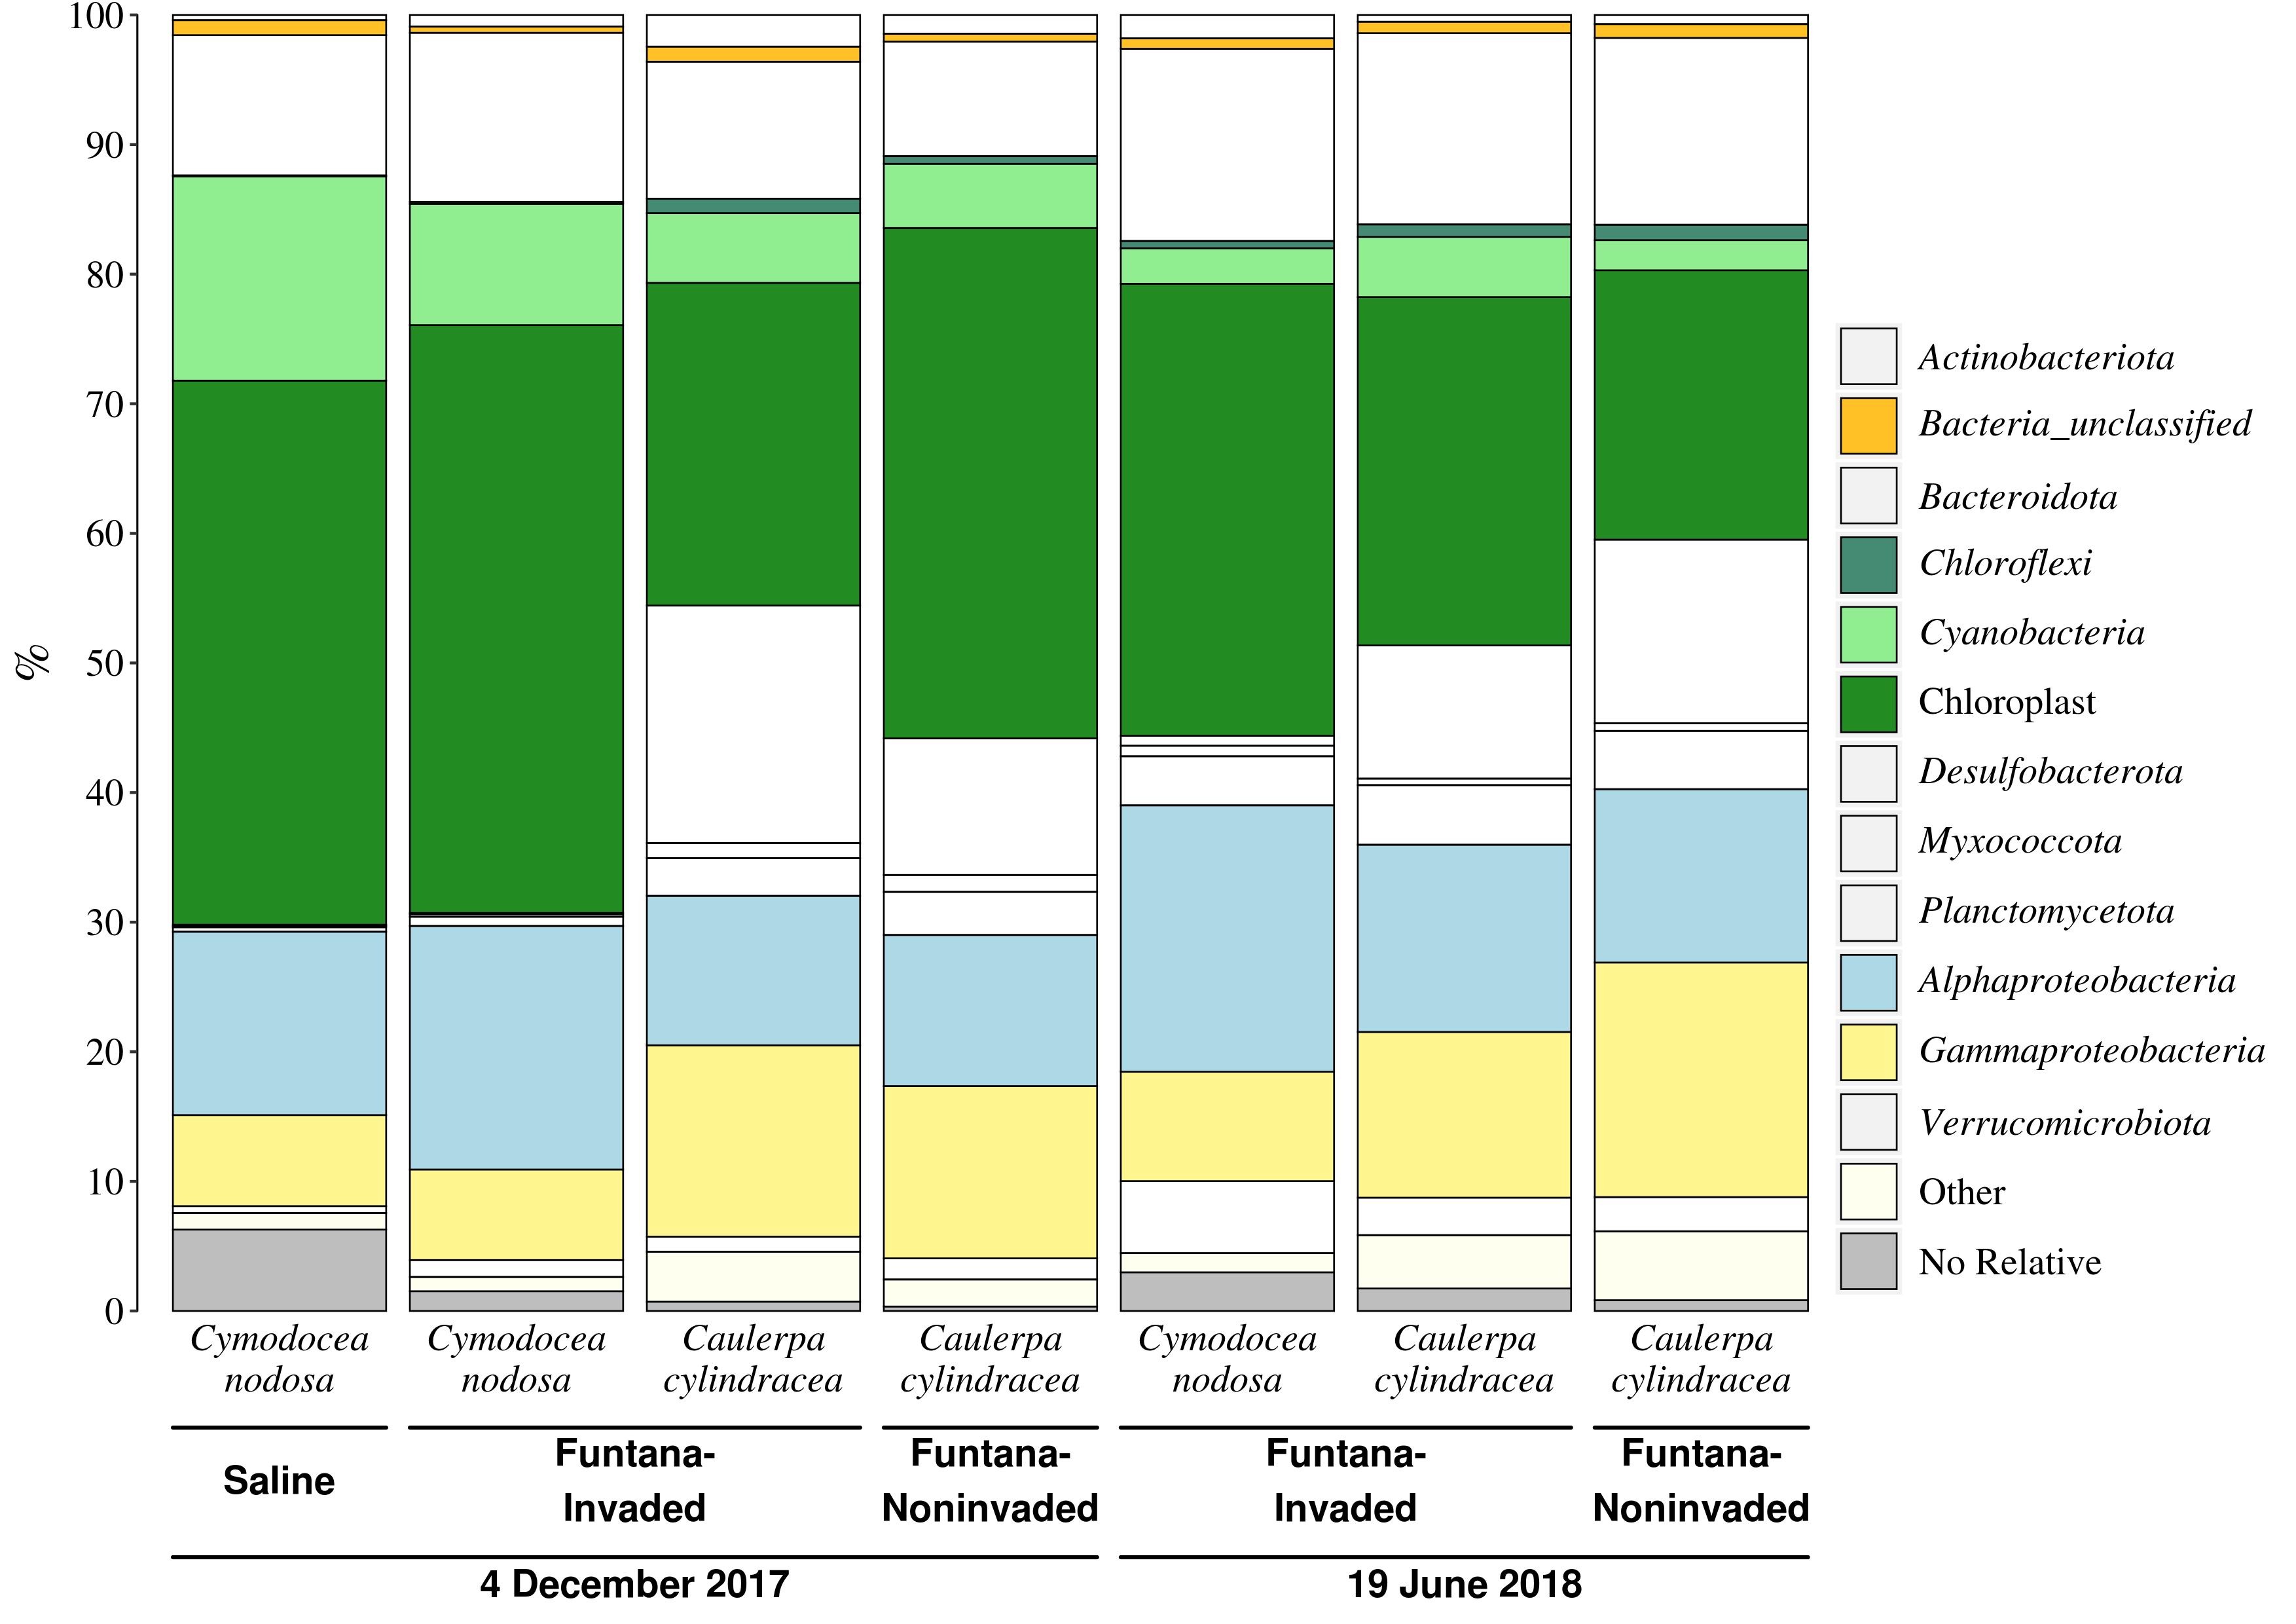 100
90
80
70
60
50
40
30
20
10
0
%
Actinobacteriota
Bacteria_unclassified
Bacteroidota
Chloroflexi
Cyanobacteria
Chloroplast
Desulfobacterota
Myxococcota
Planctomycetota
Alphaproteobacteria
Gammaproteobacteria
Verrucomicrobiota
Other
No Relative
Cymodocea
nodosa
Cymodocea
nodosa
Caulerpa
cylindracea
Caulerpa
cylindracea
Cymodocea
nodosa
Caulerpa
cylindracea
Caulerpa
cylindracea
Saline
Funtana-
Invaded
Funtana-
Noninvaded
Funtana-
Invaded
Funtana-
Noninvaded
4 December 2017
19 June 2018